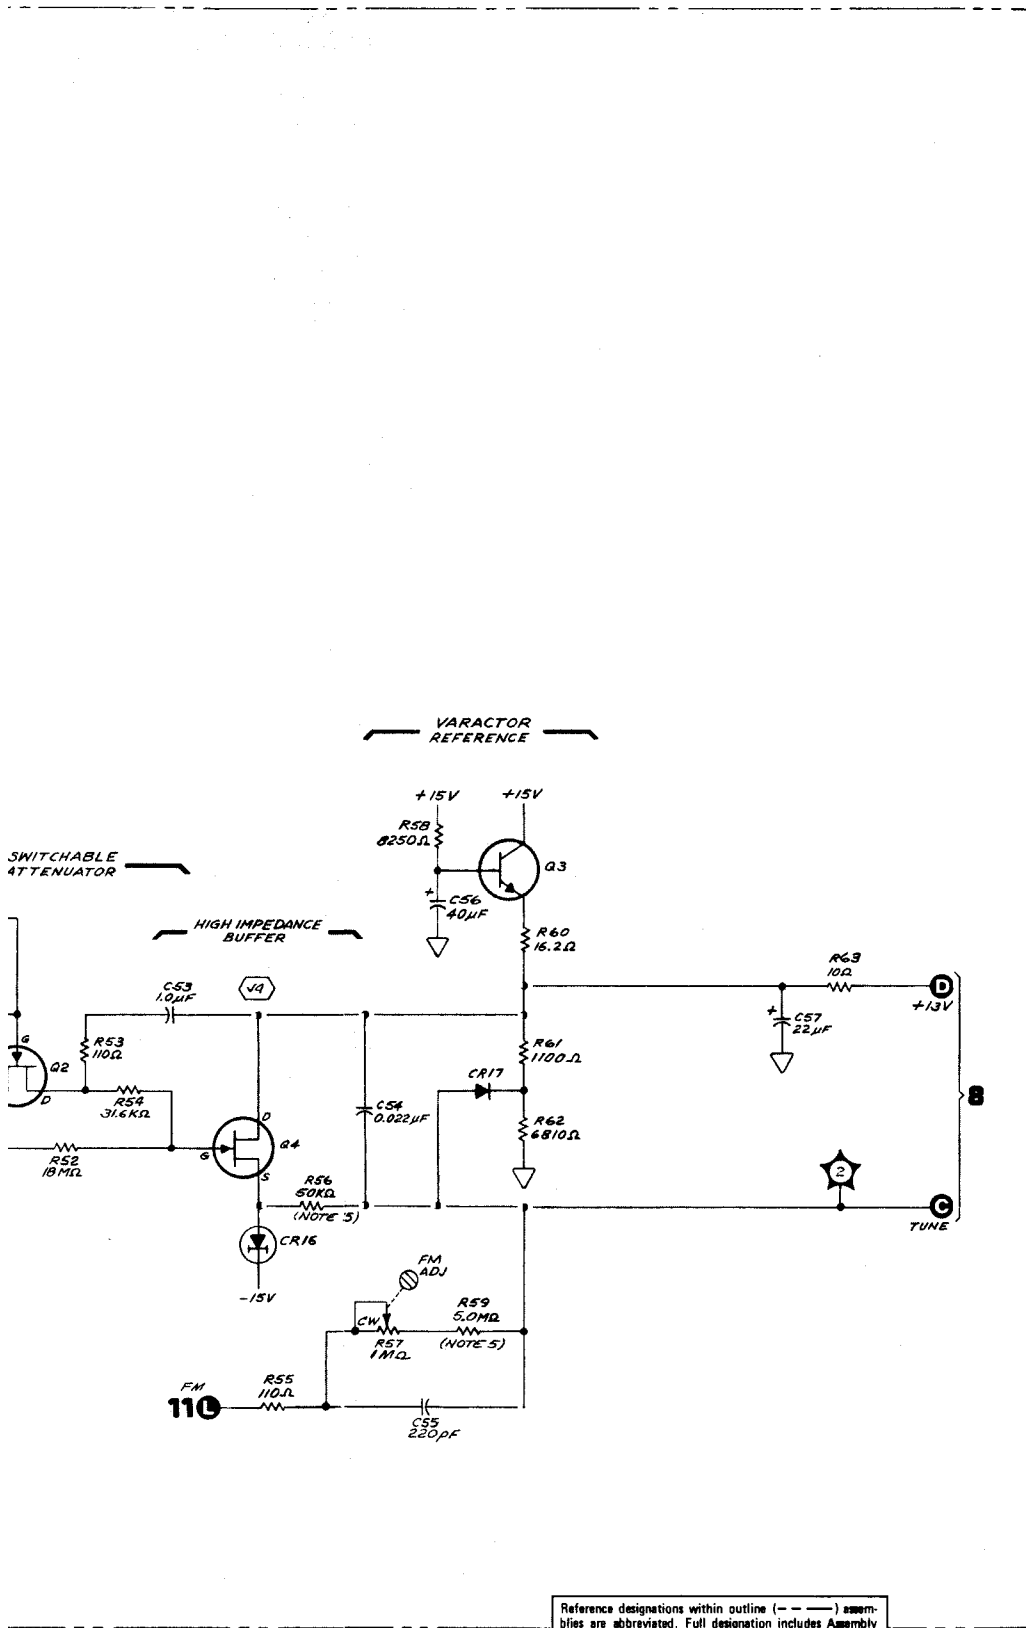 VARACTOR
REFERENCE
+15V
+15V
R58
8250Ω
Q3
SWITCHABLE
ATTENUATOR
+
C56
40μF
HIGH IMPEDANCE
BUFFER
R60
16.2Ω
R63
10Ω
D
+13V
C53
1.0μF
√4
+
C57
22μF
G
R53
110Ω
Q2
R61
1100Ω
CR17
D
R54
31.6KΩ
C54
0.022μF
8
D
R62
6810Ω
Q4
G
R52
18MΩ
S
R56
50KΩ
(NOTE 5)
2
C
TUNE
CR16
FM
ADJ
-15V
R59
5.0MΩ
(NOTE 5)
CW
R57
1MΩ
FM
R55
110Ω
11 L
C55
220pF
Reference designations within outline (— — ——) assem-
blies are abbreviated. Full designation includes Assembly